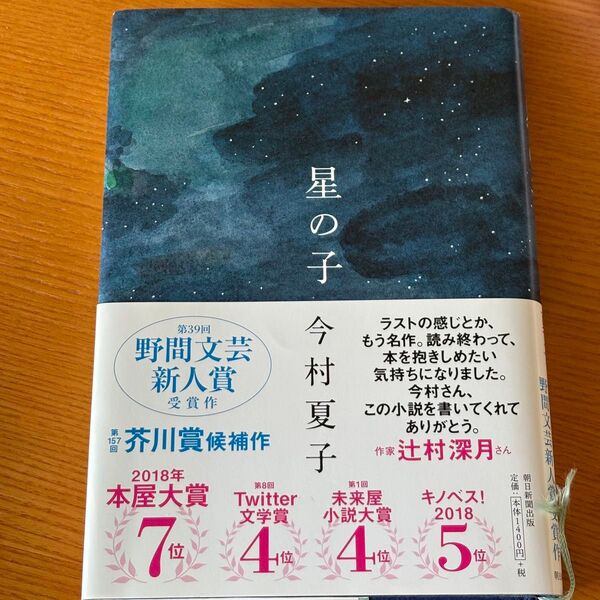 星の子
今村夏子
第39回
野間文芸
新人賞
受賞作
第157回 芥川賞候補作
ラストの感じとか、
もう名作。読み終わって、
本を抱きしめたい
気持ちになりました。
今村さん、
この小説を書いてくれて
ありがとう。
作家 辻村深月さん
2018年
本屋大賞
7位
第8回
Twitter
文学賞
4位
第1回
未来屋
小説大賞
4位
キノベス!
2018
5位
朝日新聞出版
定価:本体1400円+税
野間文芸新人賞受賞作